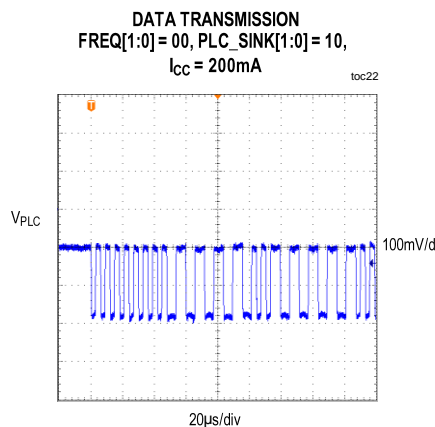 DATA TRANSMISSION
FREQ[1:0] = 00, PLC_SINK[1:0] = 10,
ICC = 200mA
toc22
T
VPLC
100mV/d
20µs/div